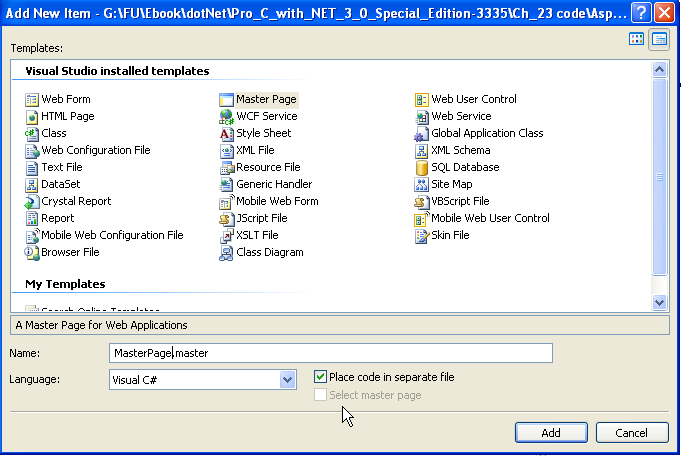 Add New Item - G:\FU\Ebook\dotNet\Pro_C_with_NET_3_0_Special_Edition-3335\Ch_23 code\Asp...
Templates:
Visual Studio installed templates
Web Form Master Page Web User Control
HTML Page WCF Service Web Service
Class Style Sheet Global Application Class
Web Configuration File XML File XML Schema
Text File Resource File SQL Database
DataSet Generic Handler Site Map
Crystal Report Mobile Web Form VBScript File
Report JScript File Mobile Web User Control
Mobile Web Configuration File XSLT File Skin File
Browser File Class Diagram
My Templates
Search Online Templates
A Master Page for Web Applications
Name: MasterPage.master
Language: Visual C# Place code in separate file
Select master page
Add Cancel